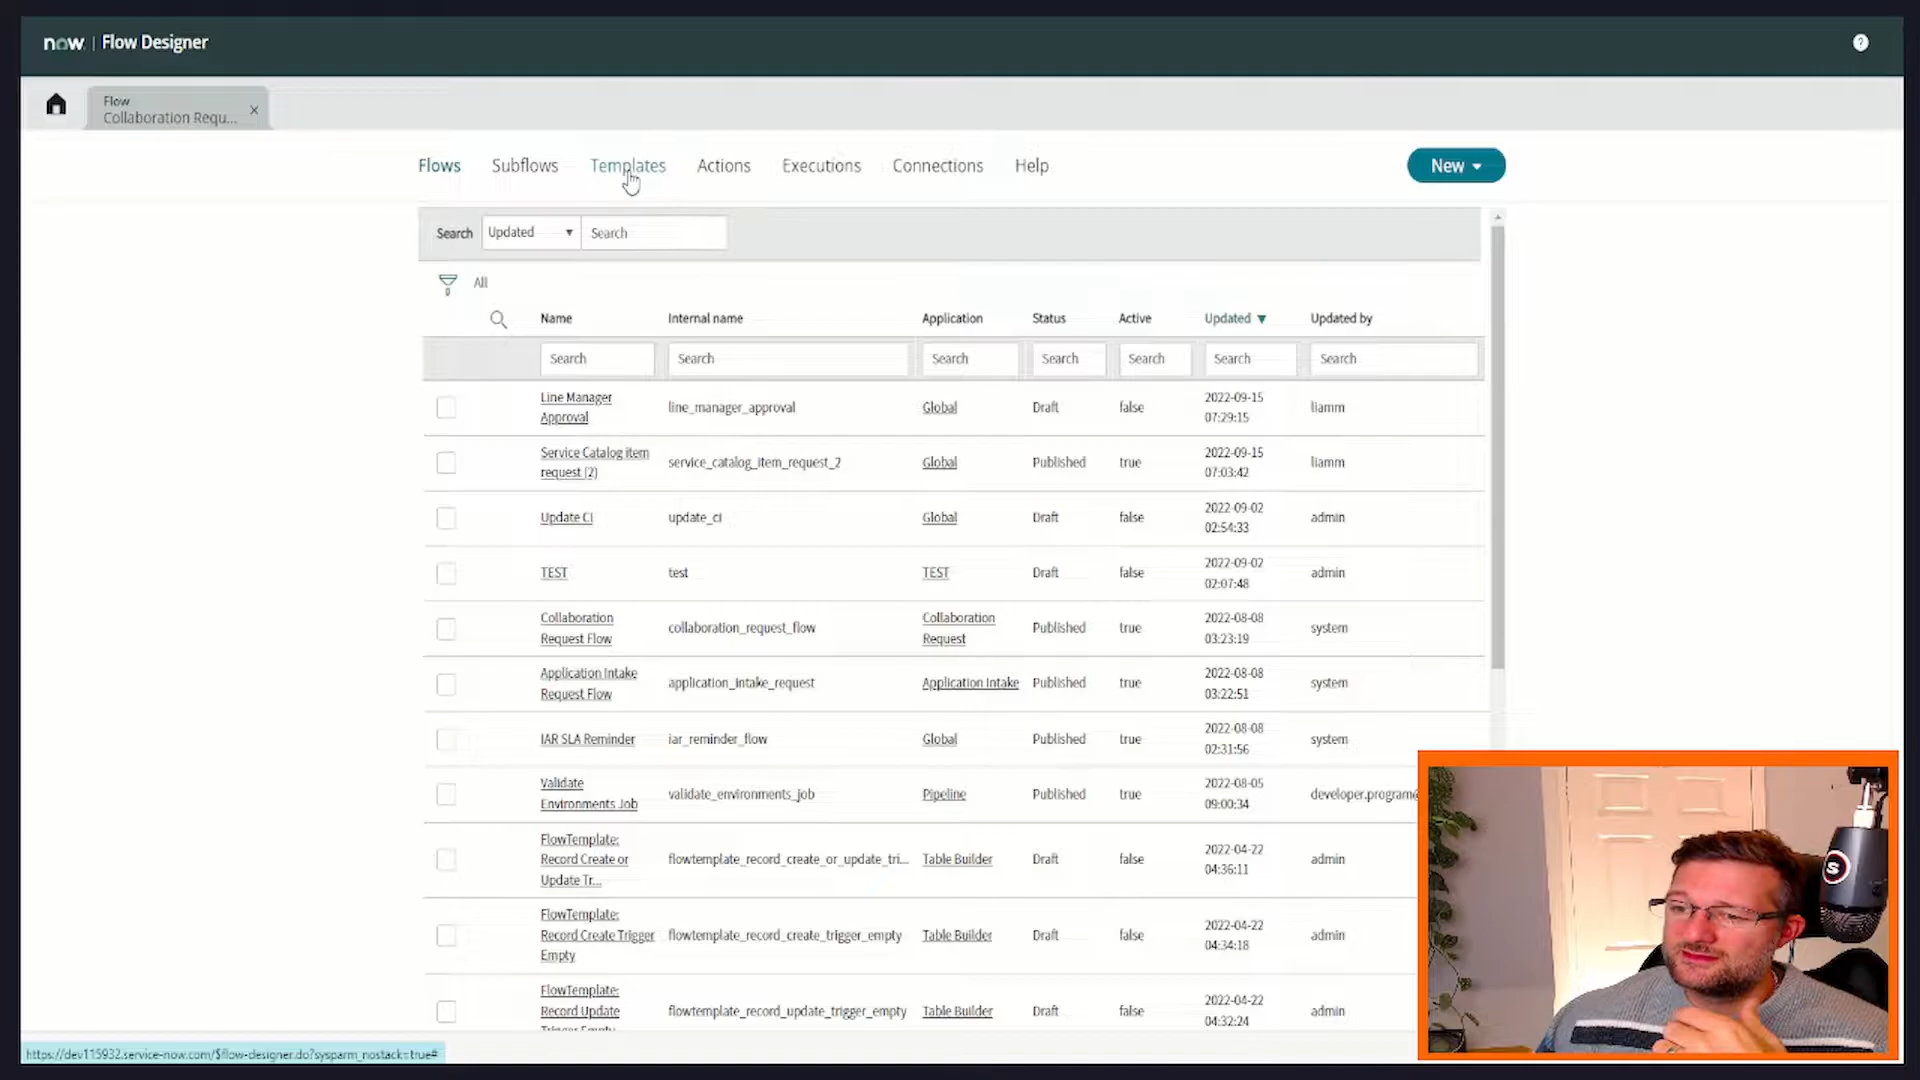 now. | Flow Designer
?
Flow
Collaboration Requ...
Flows Subflows Templates Actions Executions Connections Help New
Search Updated Search
All
Name Internal name Application Status Active Updated Updated by
Search Search Search Search Search Search Search
Line Manager
Approval
line_manager_approval Global Draft false
2022-09-15
07:29:15
liamm
Service Catalog item
request (2)
service_catalog_item_request_2 Global Published true
2022-09-15
07:03:42
liamm
Update CI update_ci Global Draft false
2022-09-02
02:54:33
admin
TEST test TEST Draft false
2022-09-02
02:07:48
admin
Collaboration
Request Flow
collaboration_request_flow
Collaboration
Request
Published true
2022-08-08
03:23:19
system
Application Intake
Request Flow
application_intake_request Application Intake Published true
2022-08-08
03:22:51
system
IAR SLA Reminder iar_reminder_flow Global Published true
2022-08-08
02:31:56
system
Validate
Environments Job
validate_environments_job Pipeline Published true
2022-08-05
09:00:34
developer.program@
FlowTemplate:
Record Create or
Update Tr...
flowtemplate_record_create_or_update_tri... Table Builder Draft false
2022-04-22
04:36:11
admin
FlowTemplate:
Record Create Trigger
Empty
flowtemplate_record_create_trigger_empty Table Builder Draft false
2022-04-22
04:34:18
admin
FlowTemplate:
Record Update
Trigger Empty
flowtemplate_record_update_trigger_empty Table Builder Draft false
2022-04-22
04:32:24
admin
https://dev115932.service-now.com/$flow-designer.do?sysparm_nostack=true#
S